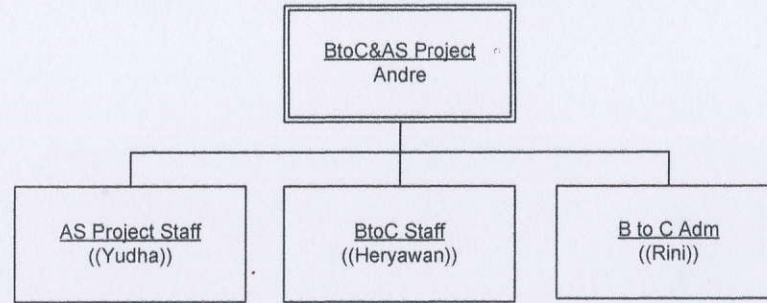 BtoC&AS Project
Andre
AS Project Staff
((Yudha))
BtoC Staff
((Heryawan))
B to C Adm
((Rini))